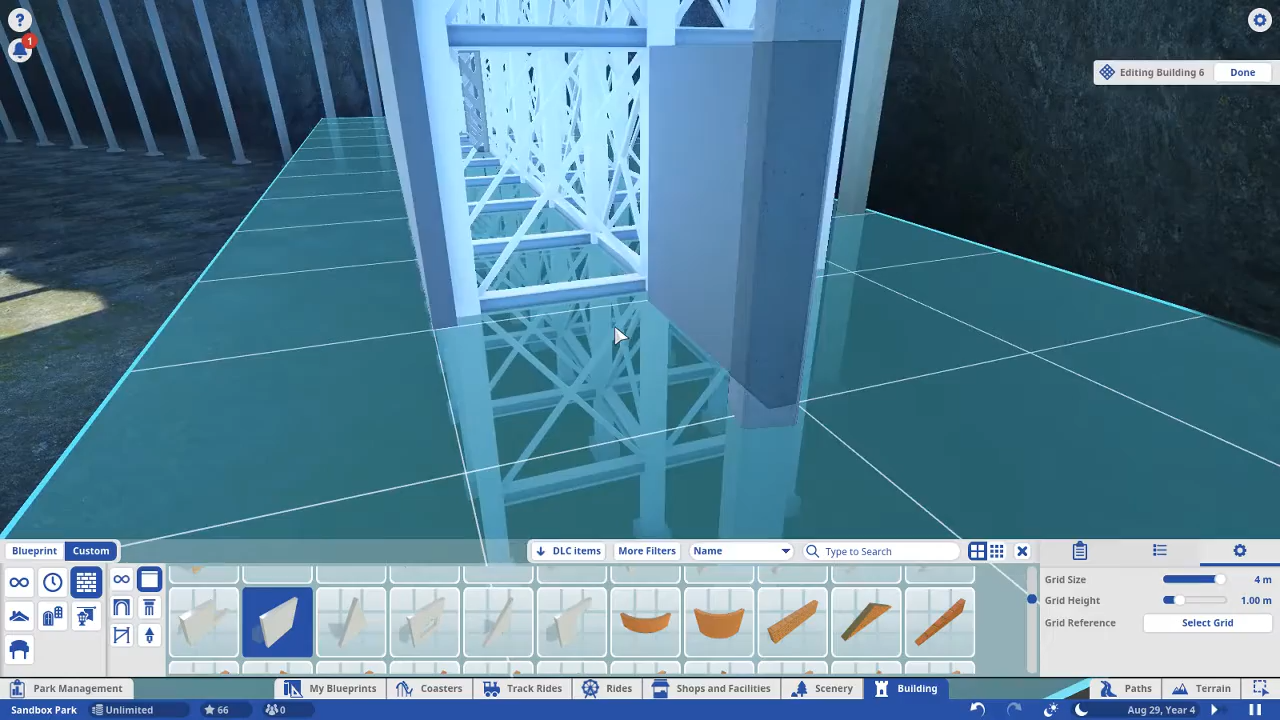 ?
1
Editing Building 6 Done
Blueprint Custom DLC items More Filters Name Type to Search
Grid Size 4 m
Grid Height 1.00 m
Grid Reference Select Grid
Park Management My Blueprints Coasters Track Rides Rides Shops and Facilities Scenery Building Paths Terrain
Sandbox Park Unlimited 66 0 Aug 29, Year 4